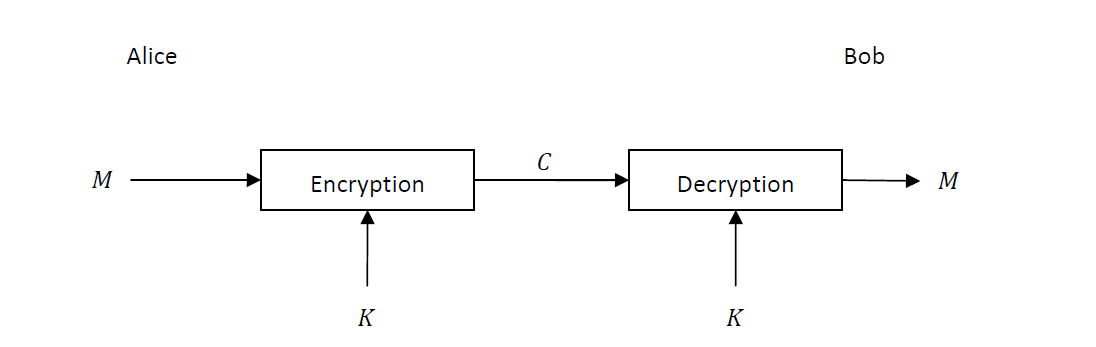 Alice Bob
M Encryption C Decryption M
K K